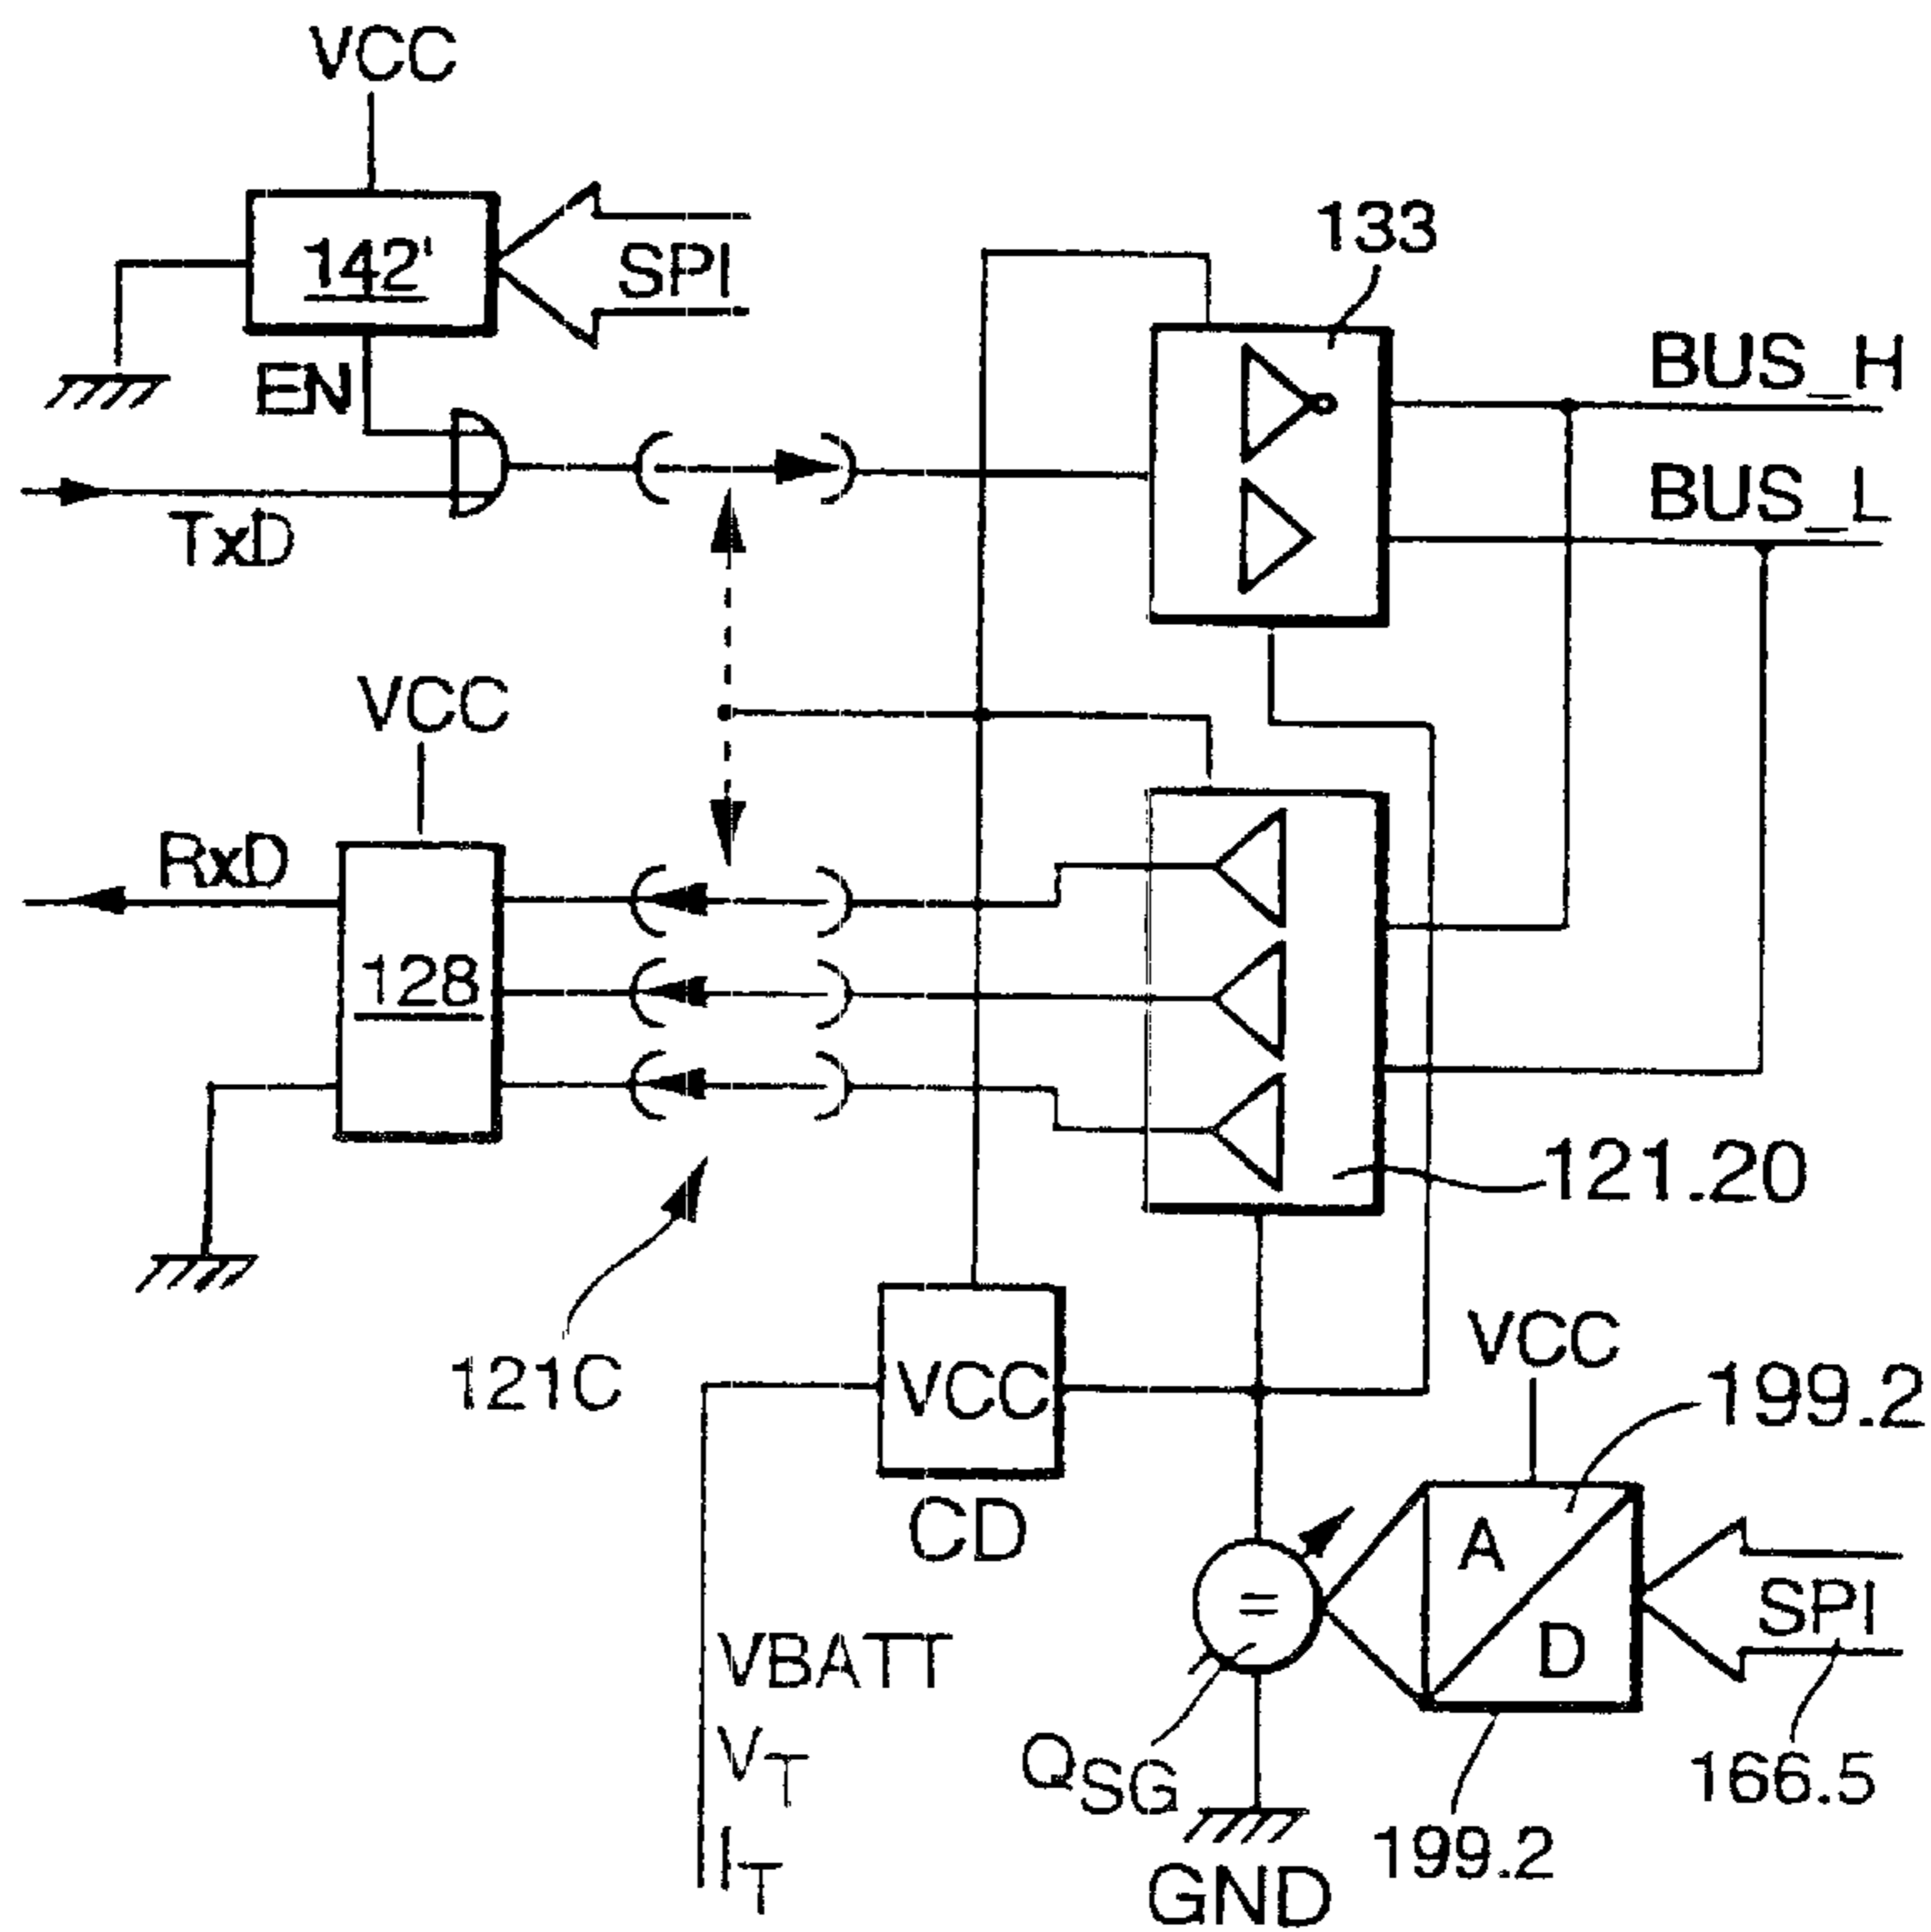 VCC
142'
SPI
133
EN
BUS_H
BUS_L
TxD
VCC
RxD
128
121.20
121C
VCC
CD
VCC
199.2
A
D
SPI
VBATT
VT
IT
QSG
GND
199.2
166.5